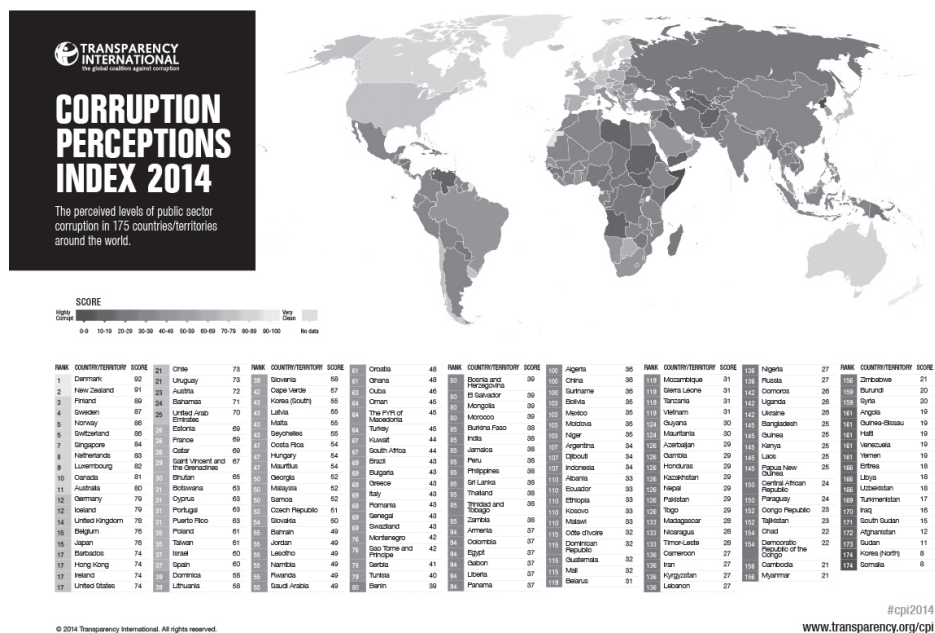 TRANSPARENCY
INTERNATIONAL
the global coalition against corruption
CORRUPTION
PERCEPTIONS
INDEX 2014
The perceived levels of public sector
corruption in 175 countries/territories
around the world.
SCORE
Highly Corrupt
Very Clean
0-9 10-19 20-29 30-39 40-49 50-59 60-69 70-79 80-89 90-100 No data
RANK COUNTRY/TERRITORY SCORE
1 Denmark 92
2 New Zealand 91
3 Finland 89
4 Sweden 87
5 Norway 86
5 Switzerland 86
7 Singapore 84
8 Netherlands 83
9 Luxembourg 82
10 Canada 81
11 Australia 80
12 Germany 79
12 Iceland 79
14 United Kingdom 78
15 Belgium 76
15 Japan 76
17 Barbados 74
17 Hong Kong 74
17 Ireland 74
17 United States 74
RANK COUNTRY/TERRITORY SCORE
21 Chile 73
21 Uruguay 73
23 Austria 72
24 Bahamas 71
25 United Arab 70
Emirates
26 Estonia 69
26 France 69
26 Qatar 69
29 Saint Vincent and 67
the Grenadines
30 Bhutan 65
31 Botswana 63
31 Cyprus 63
31 Portugal 63
31 Puerto Rico 63
35 Poland 61
35 Taiwan 61
37 Israel 60
37 Spain 60
39 Dominica 58
39 Lithuania 58
RANK COUNTRY/TERRITORY SCORE
39 Slovenia 58
42 Cape Verde 57
43 Korea (South) 55
43 Latvia 55
43 Malta 55
43 Seychelles 55
47 Costa Rica 54
47 Hungary 54
47 Mauritius 54
50 Georgia 52
50 Malaysia 52
50 Samoa 52
53 Czech Republic 51
54 Slovakia 50
55 Bahrain 49
55 Jordan 49
55 Lesotho 49
55 Namibia 49
55 Rwanda 49
55 Saudi Arabia 49
RANK COUNTRY/TERRITORY SCORE
61 Croatia 48
61 Ghana 48
63 Cuba 46
64 Oman 45
64 The FYR of 45
Macedonia
64 Turkey 45
67 Kuwait 44
67 South Africa 44
69 Brazil 43
69 Bulgaria 43
69 Greece 43
69 Italy 43
69 Romania 43
69 Senegal 43
69 Swaziland 43
76 Montenegro 42
76 Sao Tome and 42
Principe
78 Serbia 41
79 Tunisia 40
80 Benin 39
RANK COUNTRY/TERRITORY SCORE
80 Bosnia and 39
Herzegovina
80 El Salvador 39
80 Mongolia 39
80 Morocco 39
85 Burkina Faso 38
85 India 38
85 Jamaica 38
85 Peru 38
85 Philippines 38
85 Sri Lanka 38
85 Thailand 38
85 Trinidad and 38
Tobago
85 Zambia 38
94 Armenia 37
94 Colombia 37
94 Egypt 37
94 Gabon 37
94 Liberia 37
94 Panama 37
RANK COUNTRY/TERRITORY SCORE
100 Algeria 36
100 China 36
100 Suriname 36
103 Bolivia 35
103 Mexico 35
103 Moldova 35
103 Niger 35
107 Argentina 34
107 Djibouti 34
107 Indonesia 34
110 Albania 33
110 Ecuador 33
110 Ethiopia 33
110 Kosovo 33
110 Malawi 33
115 Côte d'Ivoire 32
115 Dominican 32
Republic
115 Guatemala 32
115 Mali 32
119 Belarus 31
RANK COUNTRY/TERRITORY SCORE
119 Mozambique 31
119 Sierra Leone 31
119 Tanzania 31
119 Vietnam 31
124 Guyana 30
124 Mauritania 30
126 Azerbaijan 29
126 Gambia 29
126 Honduras 29
126 Kazakhstan 29
126 Nepal 29
126 Pakistan 29
126 Togo 29
133 Madagascar 28
133 Nicaragua 28
133 Timor-Leste 28
136 Cameroon 27
136 Iran 27
136 Kyrgyzstan 27
136 Lebanon 27
RANK COUNTRY/TERRITORY SCORE
136 Nigeria 27
136 Russia 27
142 Comoros 26
142 Uganda 26
142 Ukraine 26
145 Bangladesh 25
145 Guinea 25
145 Kenya 25
145 Laos 25
145 Papua New 25
Guinea
150 Central African 24
Republic
150 Paraguay 24
152 Congo Republic 23
152 Tajikistan 23
154 Chad 22
154 Democratic 22
Republic of the
Congo
156 Cambodia 21
156 Myanmar 21
RANK COUNTRY/TERRITORY SCORE
156 Zimbabwe 21
159 Burundi 20
159 Syria 20
161 Angola 19
161 Guinea-Bissau 19
161 Haiti 19
161 Venezuela 19
161 Yemen 19
166 Eritrea 18
166 Libya 18
166 Uzbekistan 18
169 Turkmenistan 17
170 Iraq 16
171 South Sudan 15
172 Afghanistan 12
173 Sudan 11
174 Korea (North) 8
174 Somalia 8
#cpi2014
© 2014 Transparency International. All rights reserved.
www.transparency.org/cpi